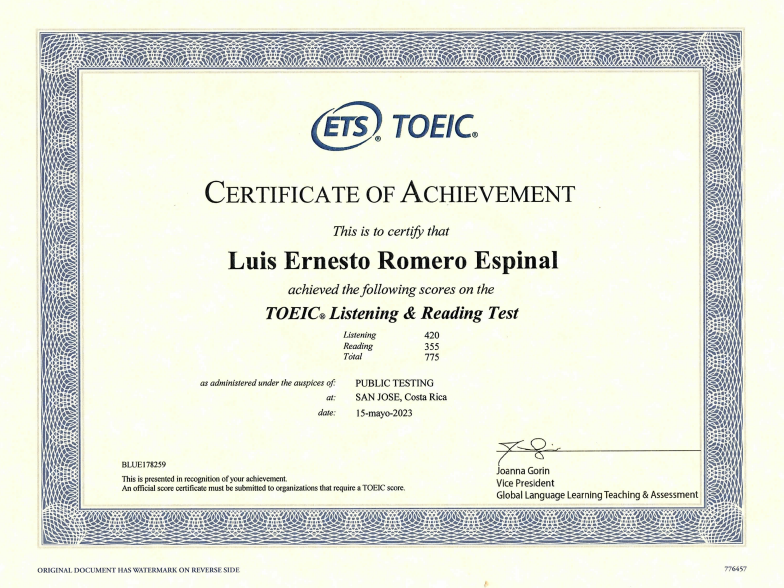 ETS® TOEIC®
CERTIFICATE OF ACHIEVEMENT
This is to certify that
Luis Ernesto Romero Espinal
achieved the following scores on the
TOEIC® Listening & Reading Test
Listening 420
Reading 355
Total 775
as administered under the auspices of: PUBLIC TESTING
at: SAN JOSE, Costa Rica
date: 15-mayo-2023
BLUE178259
This is presented in recognition of your achievement.
An official score certificate must be submitted to organizations that require a TOEIC score.
Joanna Gorin
Vice President
Global Language Learning Teaching & Assessment
ORIGINAL DOCUMENT HAS WATERMARK ON REVERSE SIDE
776457